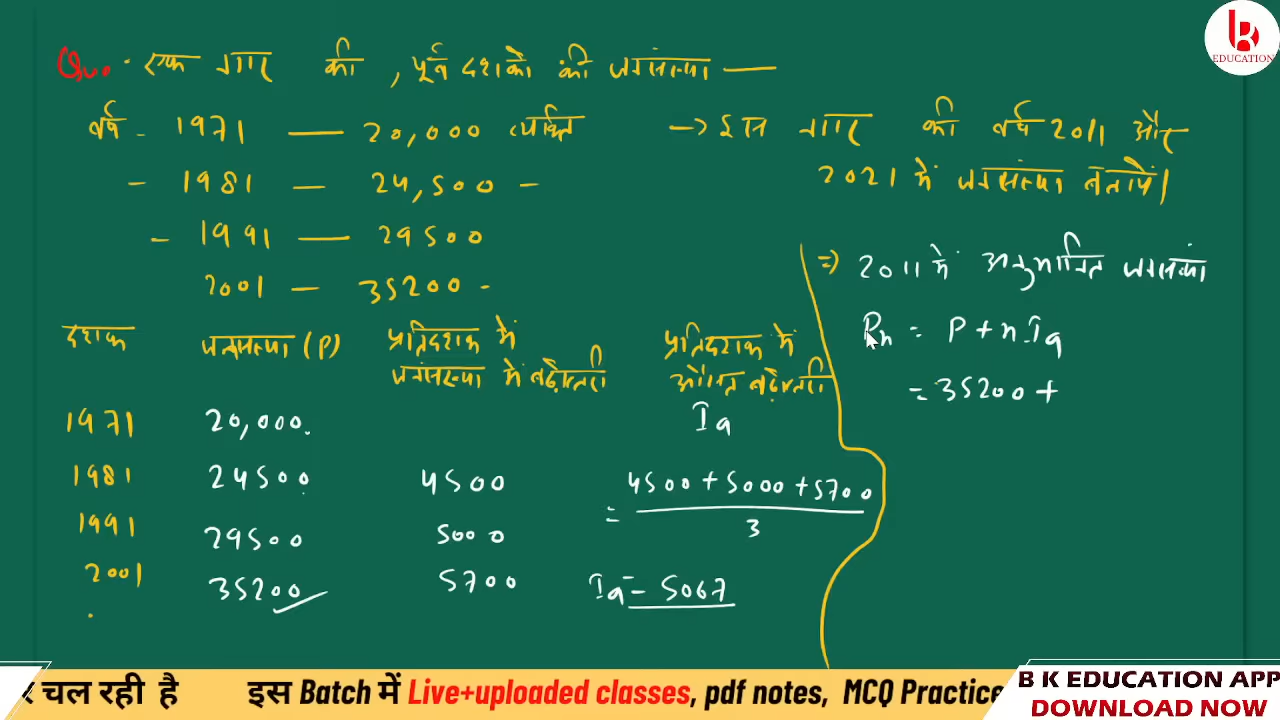 B K
EDUCATION
Que. एक नगर की, पूर्व दशकों की जनसंख्या —
वर्ष - 1971 — 20,000 व्यक्ति
- 1981 — 24,500 -
- 1991 — 29500
2001 — 35200 -
→ इस नगर की वर्ष 2011 और
2021 में जनसंख्या बतायें।
दशक जनसंख्या (P) प्रतिदशक में जनसंख्या में बढ़ोत्तरी प्रतिदशक में औसत बढ़ोत्तरी
Ia
1971 20,000.
1981 24500 4500
1991 29500 5000
2001 35200 5700
= 4500 + 5000 + 5700
3
Ia = 5067
⇒ 2011 में अनुमानित जनसंख्या
Pn = P + n Ia
= 35200 +
र चल रही है इस Batch में Live+uploaded classes, pdf notes, MCQ Practice
B K EDUCATION APP
DOWNLOAD NOW